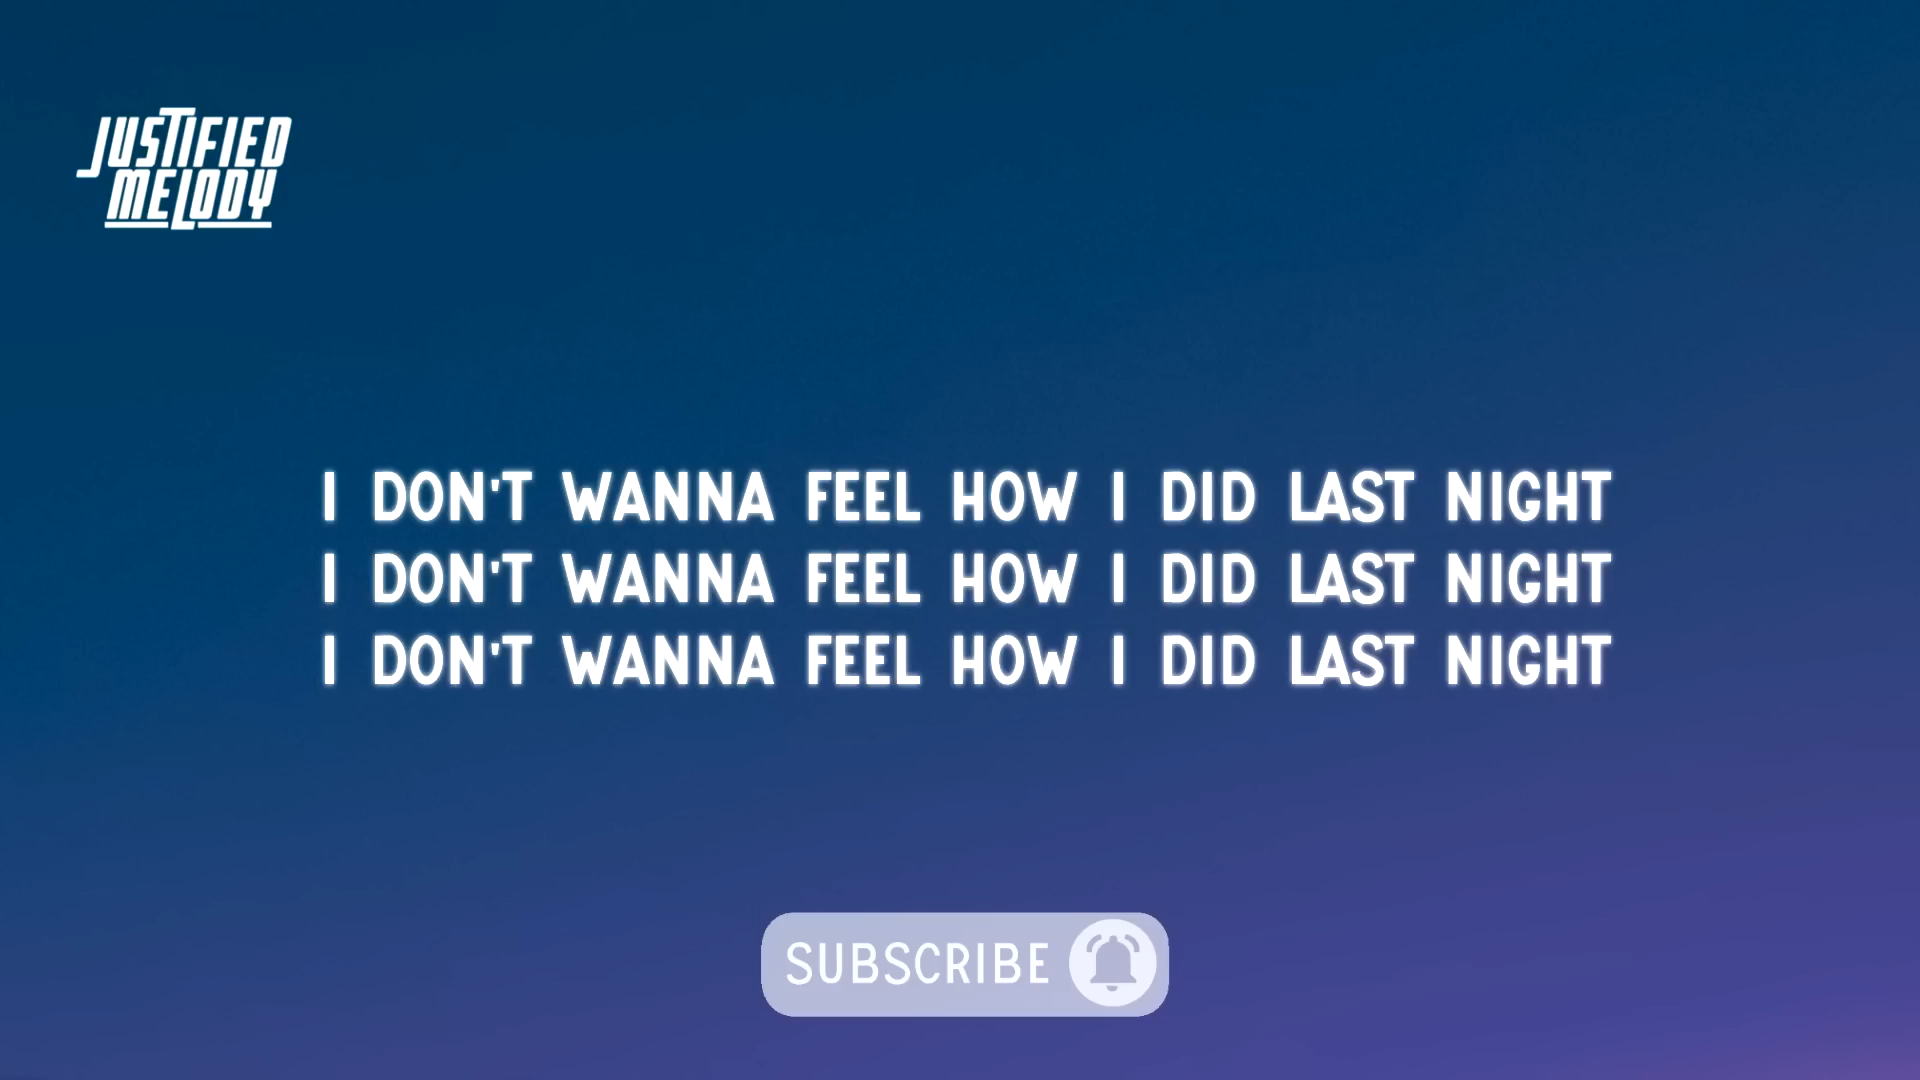 JUSTIFIED
MELODY
I DON'T WANNA FEEL HOW I DID LAST NIGHT
I DON'T WANNA FEEL HOW I DID LAST NIGHT
I DON'T WANNA FEEL HOW I DID LAST NIGHT
SUBSCRIBE